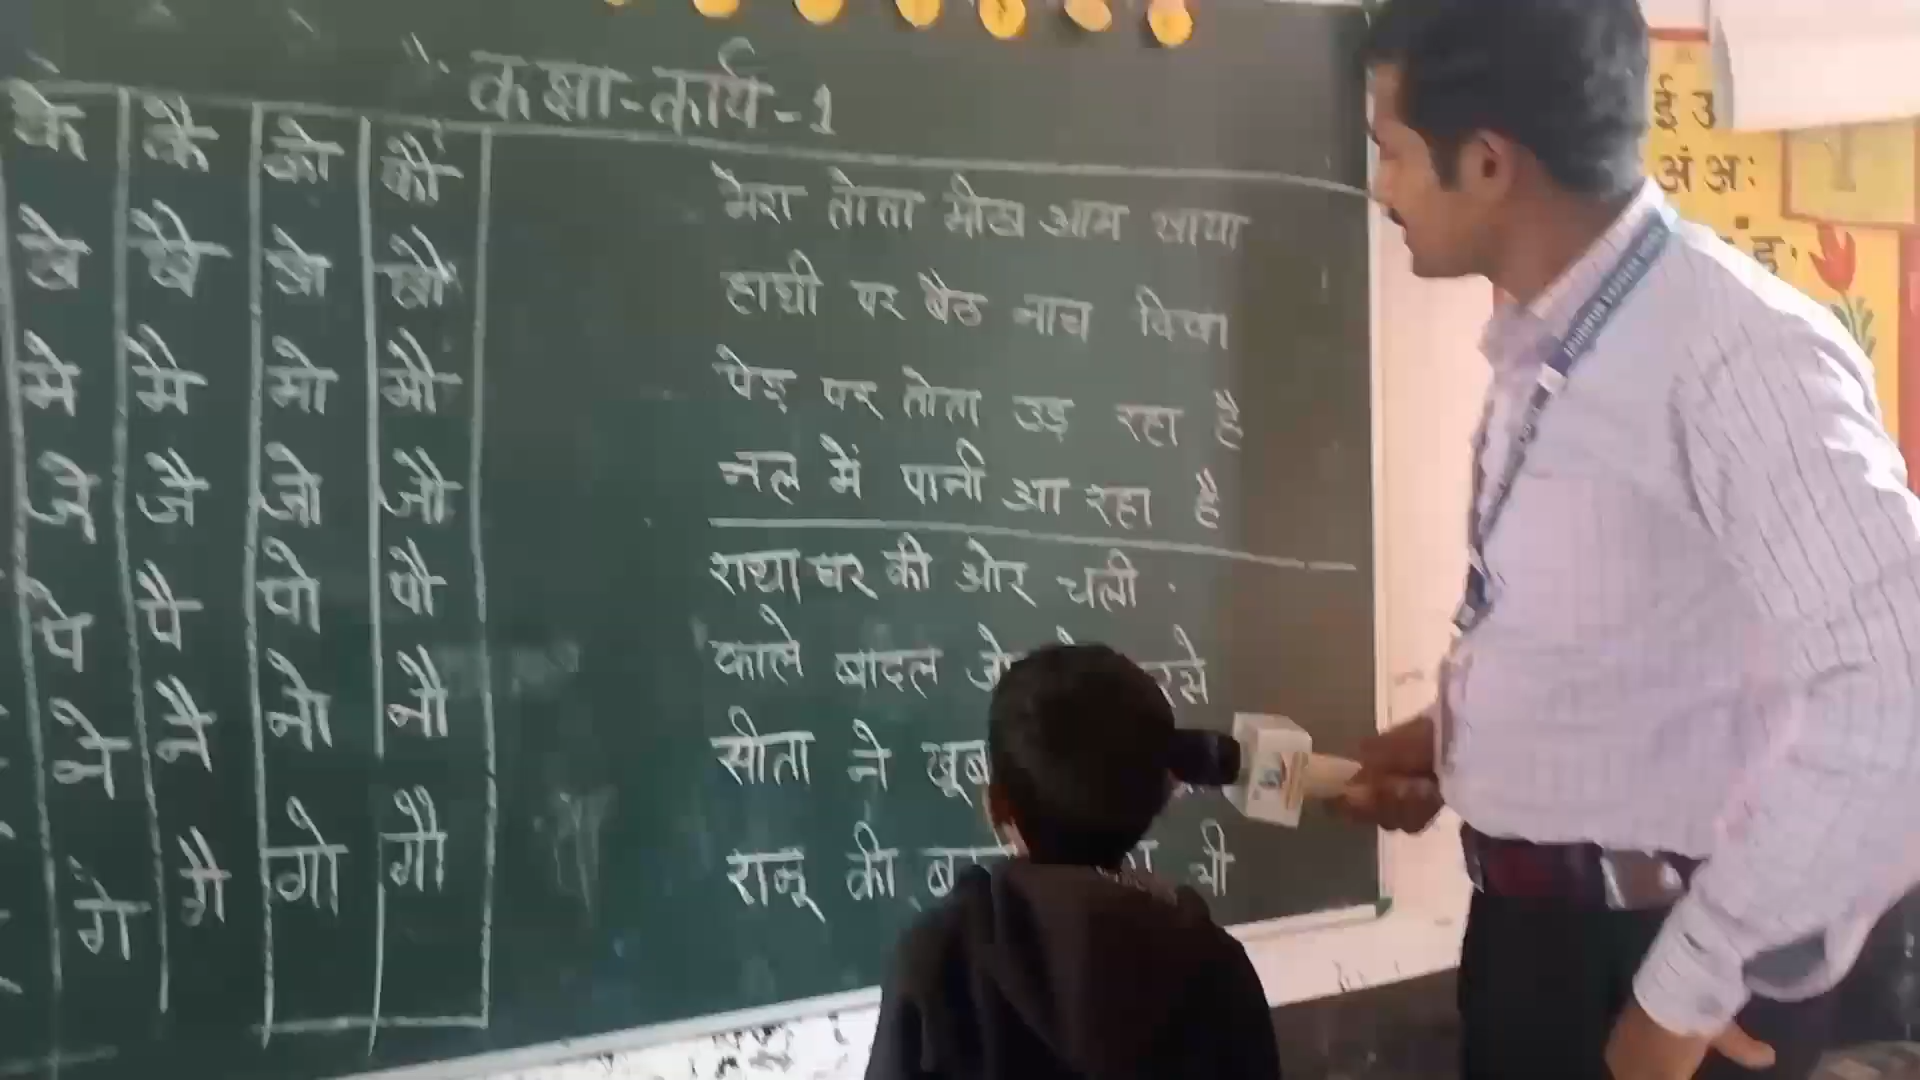 कक्षा-कार्य-1
के कै को कौ
खे खै खो खौ
मे मै मो मौ
जे जै जो जौ
पे पै पो पौ
ने नै नो नौ
गे गै गो गौ
मेरा तोता मीठा आम खाया
हाथी पर बैठ नाच
पेड़ पर तोता उड़ रहा है
नल में पानी आ रहा है
राधा घर की ओर चली
काले बादल
सीता ने खूब
राजू की थी
ई उ
अं अः